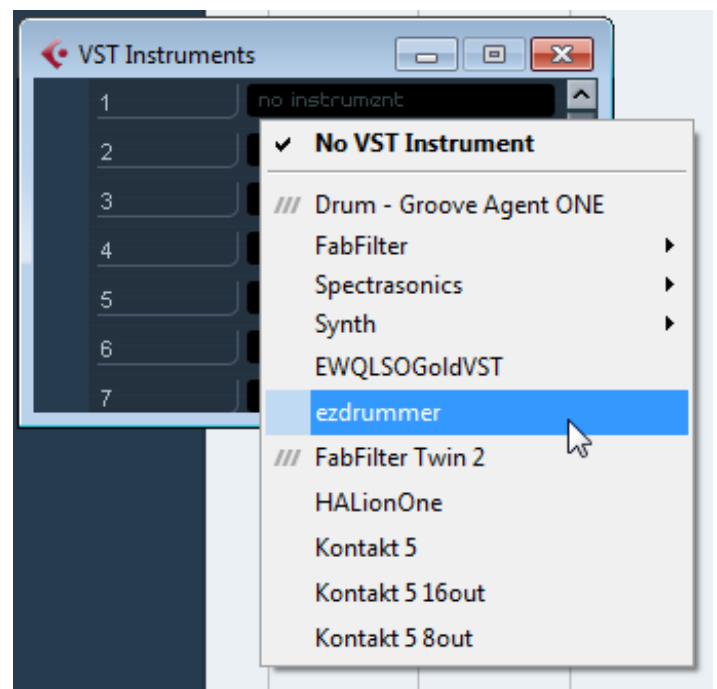 VST Instruments
1 no instrument
2
3
4
5
6
7
No VST Instrument
Drum - Groove Agent ONE
FabFilter
Spectrasonics
Synth
EWQLSOGoldVST
ezdrummer
FabFilter Twin 2
HALionOne
Kontakt 5
Kontakt 5 16out
Kontakt 5 8out